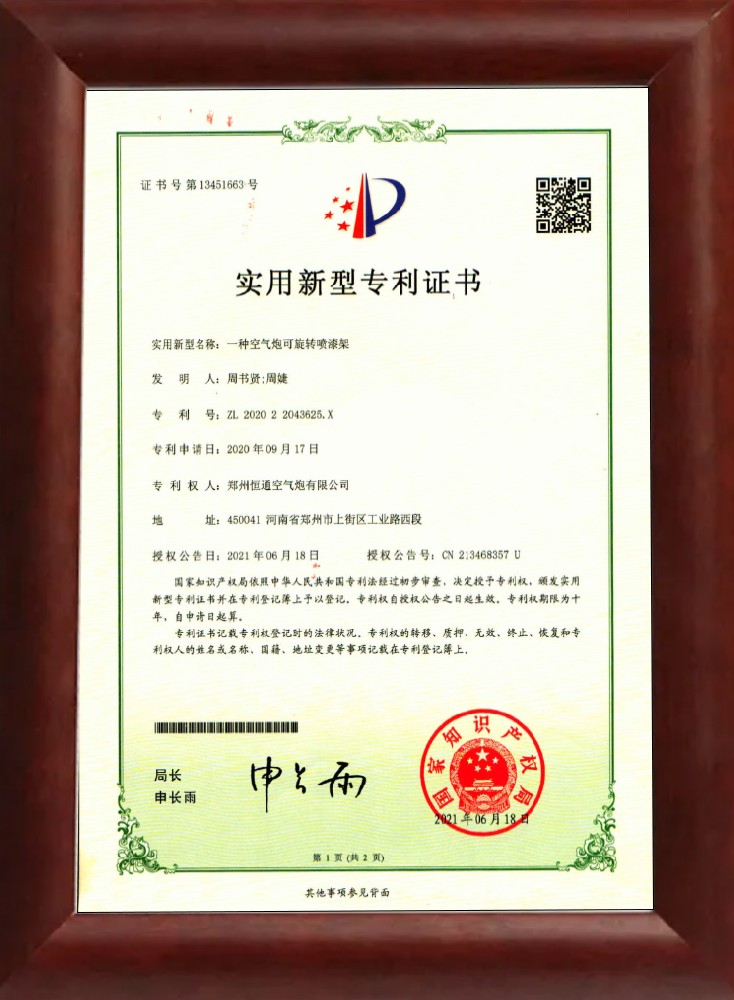 证书号第13451663号
实用新型专利证书
实用新型名称：一种空气炮可旋转喷漆架
发明人：周书贤;周婕
专利号：ZL 2020 2 2043625.X
专利申请日：2020年09月17日
专利权人：郑州恒通空气炮有限公司
地址：450041 河南省郑州市上街区工业路西段
授权公告日：2021年06月18日 授权公告号：CN 213468357 U
国家知识产权局依照中华人民共和国专利法经过初步审查，决定授予专利权，颁发实用
新型专利证书并在专利登记簿上予以登记。专利权自授权公告之日起生效。专利权期限为十
年，自申请日起算。
专利证书记载专利权登记时的法律状况。专利权的转移、质押、无效、终止、恢复和专
利权人的姓名或名称、国籍、地址变更等事项记载在专利登记簿上。
局长
申长雨
申长雨
国家知识产权局
2021年06月18日
第 1 页 (共 2 页)
其他事项参见背面